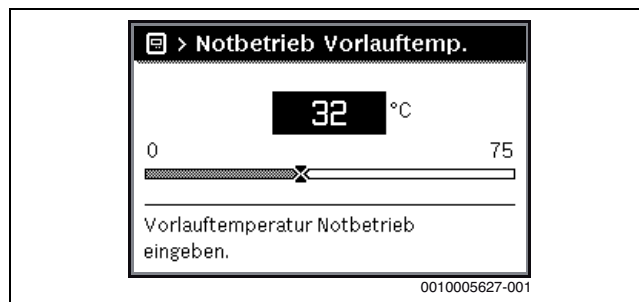 > Notbetrieb Vorlauftemp.
32 °C
0 75
Vorlauftemperatur Notbetrieb
eingeben.
0010005627-001